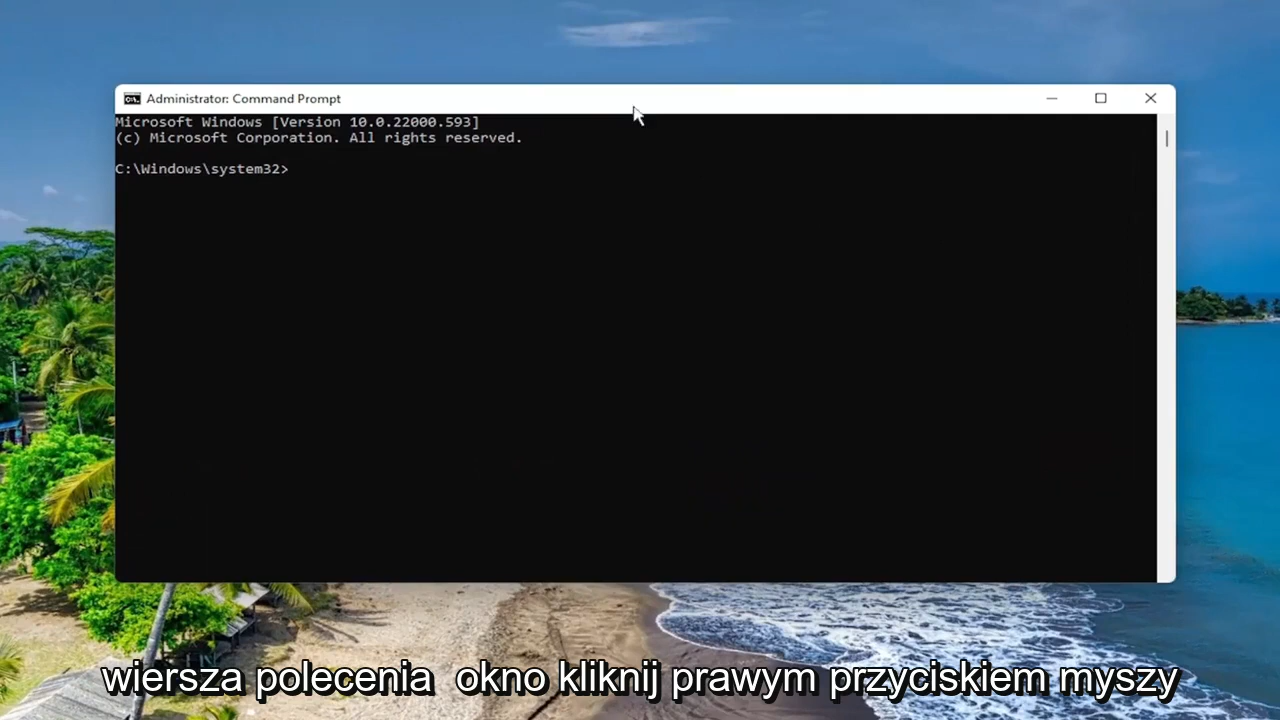 Administrator: Command Prompt
Microsoft Windows [Version 10.0.22000.593]
(c) Microsoft Corporation. All rights reserved.
C:\Windows\system32>
wiersza polecenia okno kliknij prawym przyciskiem myszy